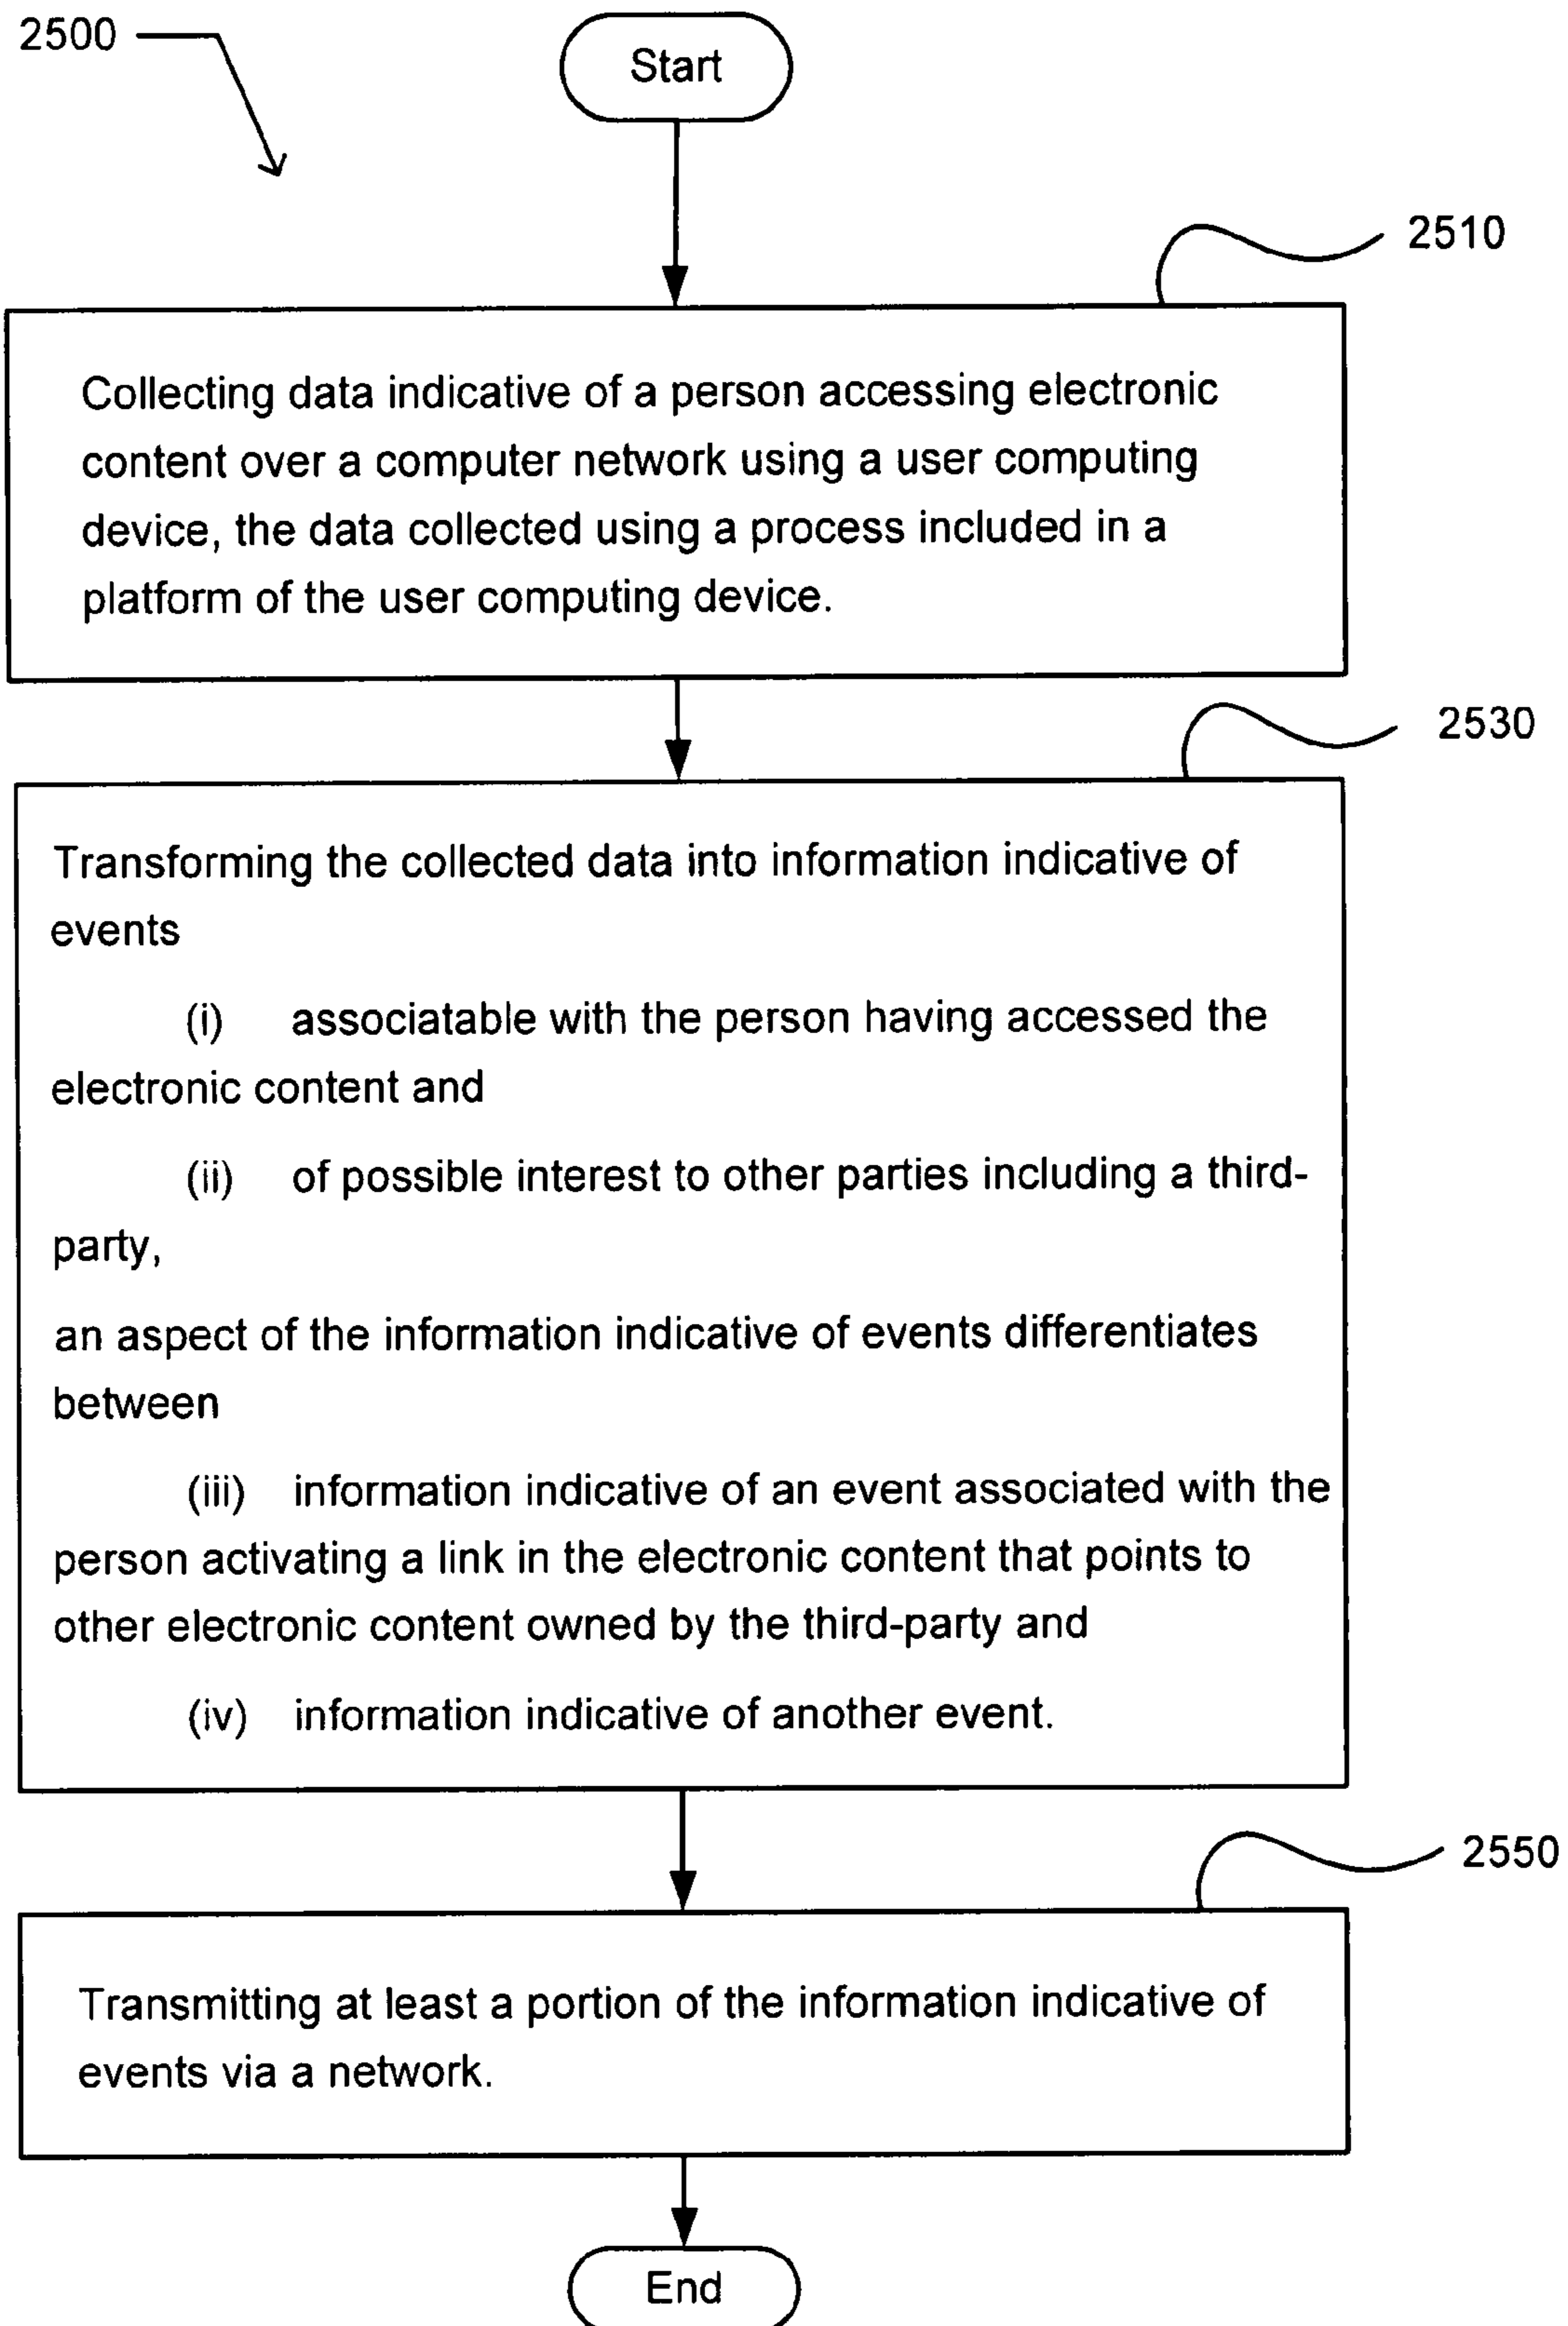 2500
Start
2510
Collecting data indicative of a person accessing electronic
content over a computer network using a user computing
device, the data collected using a process included in a
platform of the user computing device.
2530
Transforming the collected data into information indicative of
events
(i) associatable with the person having accessed the
electronic content and
(ii) of possible interest to other parties including a third-
party,
an aspect of the information indicative of events differentiates
between
(iii) information indicative of an event associated with the
person activating a link in the electronic content that points to
other electronic content owned by the third-party and
(iv) information indicative of another event.
2550
Transmitting at least a portion of the information indicative of
events via a network.
End